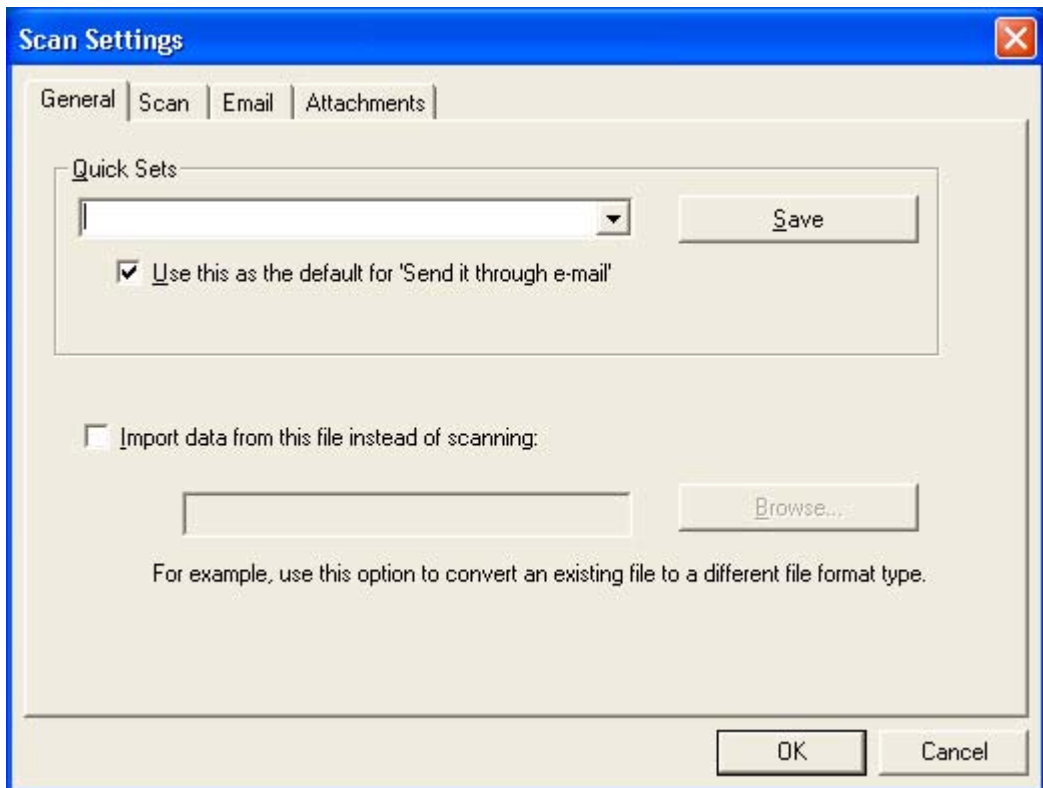 Scan Settings
General Scan Email Attachments
Quick Sets
Save
Use this as the default for 'Send it through e-mail'
Import data from this file instead of scanning:
Browse...
For example, use this option to convert an existing file to a different file format type.
OK Cancel